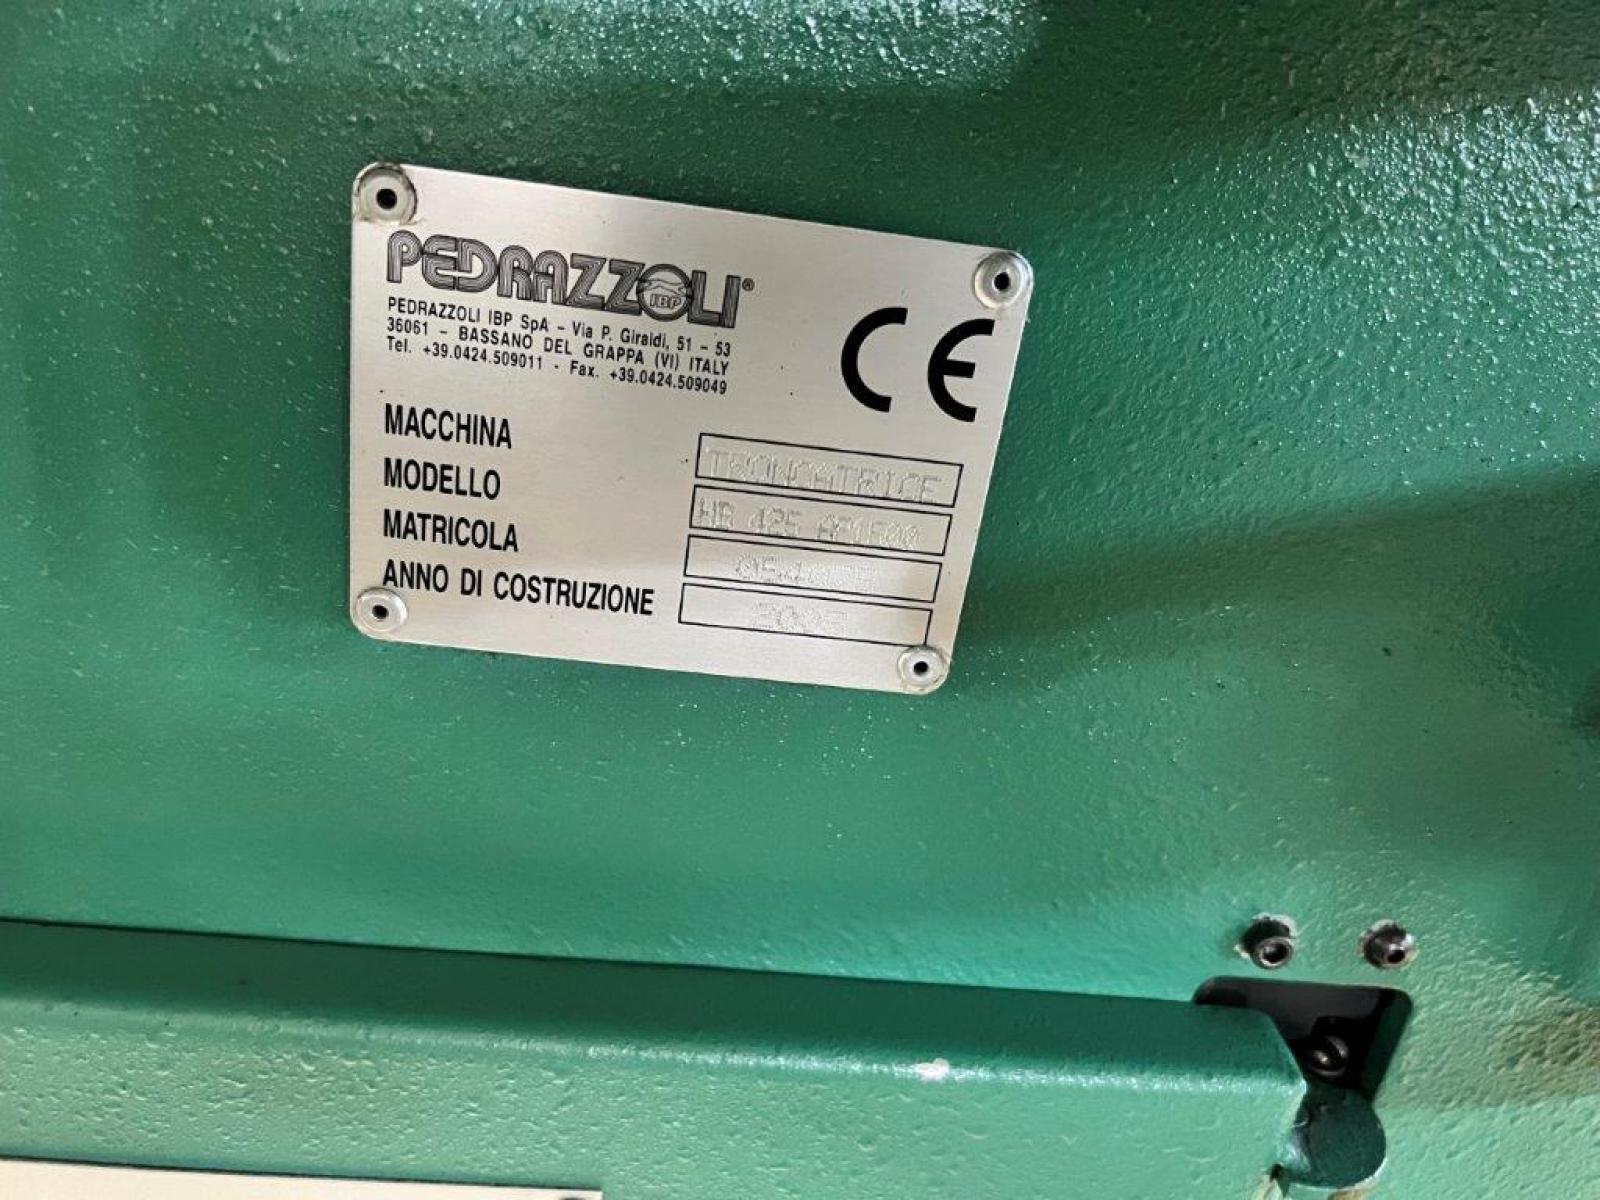 PEDRAZZOLI®
IBP
PEDRAZZOLI IBP SpA - Via P. Giraldi, 51 - 53
36061 - BASSANO DEL GRAPPA (VI) ITALY
Tel. +39.0424.509011 - Fax. +39.0424.509049
CE
MACCHINA TRONCATRICE
MODELLO 425
MATRICOLA
ANNO DI COSTRUZIONE